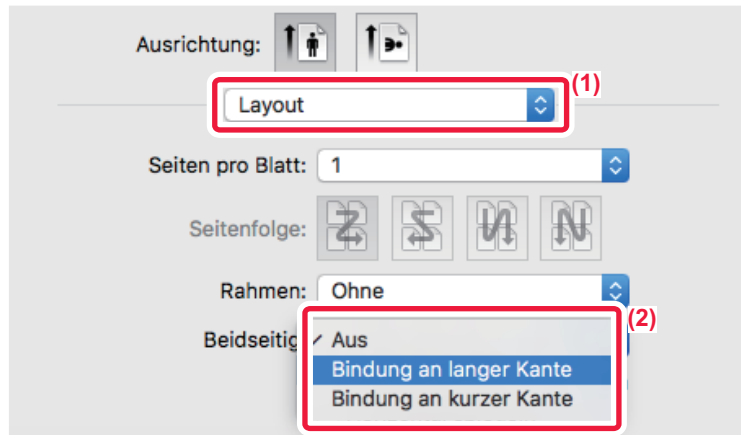 Ausrichtung:
(1)
Layout
Seiten pro Blatt: 1
Seitenfolge:
Rahmen: Ohne
(2)
Beidseitig ✓ Aus
Bindung an langer Kante
Bindung an kurzer Kante